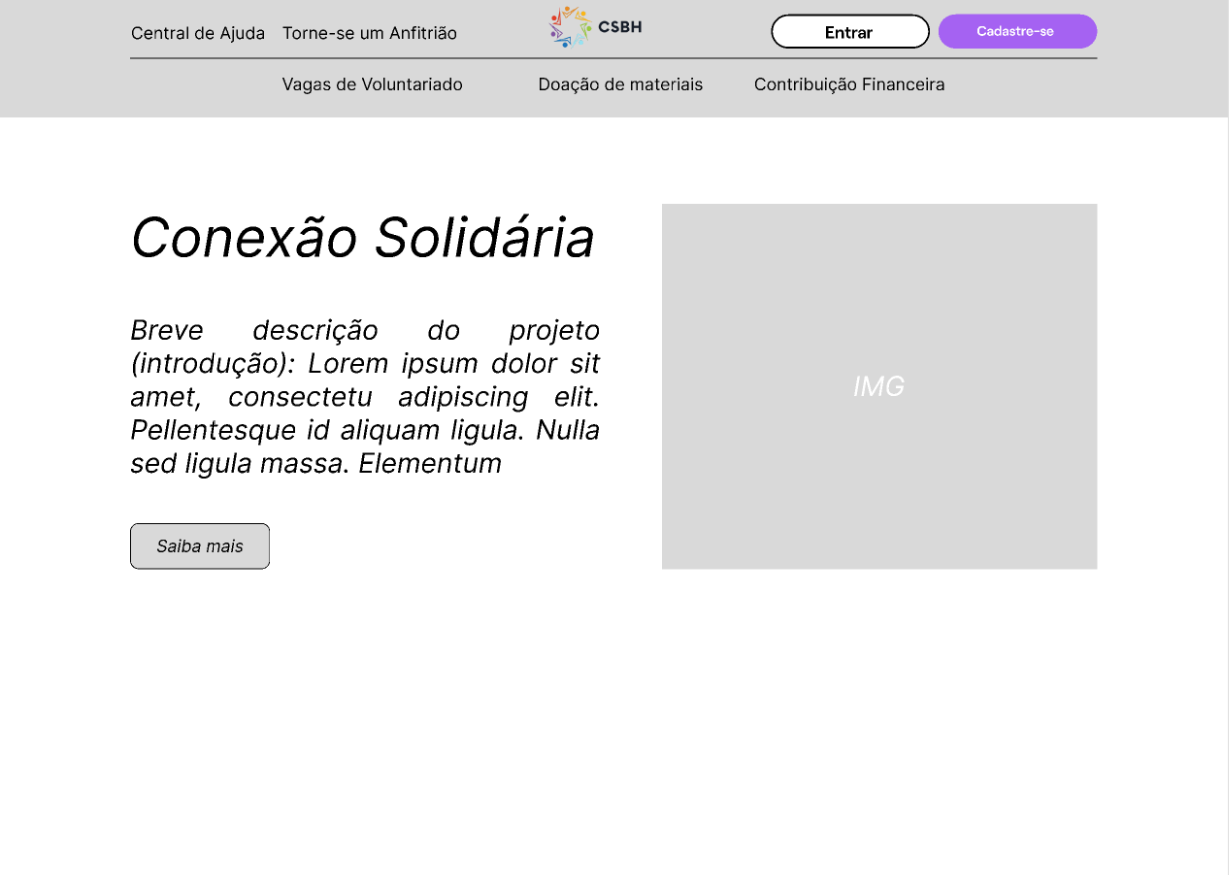 Central de Ajuda Torne-se um Anfitrião CSBH Entrar Cadastre-se
Vagas de Voluntariado Doação de materiais Contribuição Financeira
Conexão Solidária
Breve descrição do projeto
(introdução): Lorem ipsum dolor sit
amet, consectetu adipiscing elit.
Pellentesque id aliquam ligula. Nulla
sed ligula massa. Elementum
Saiba mais
IMG